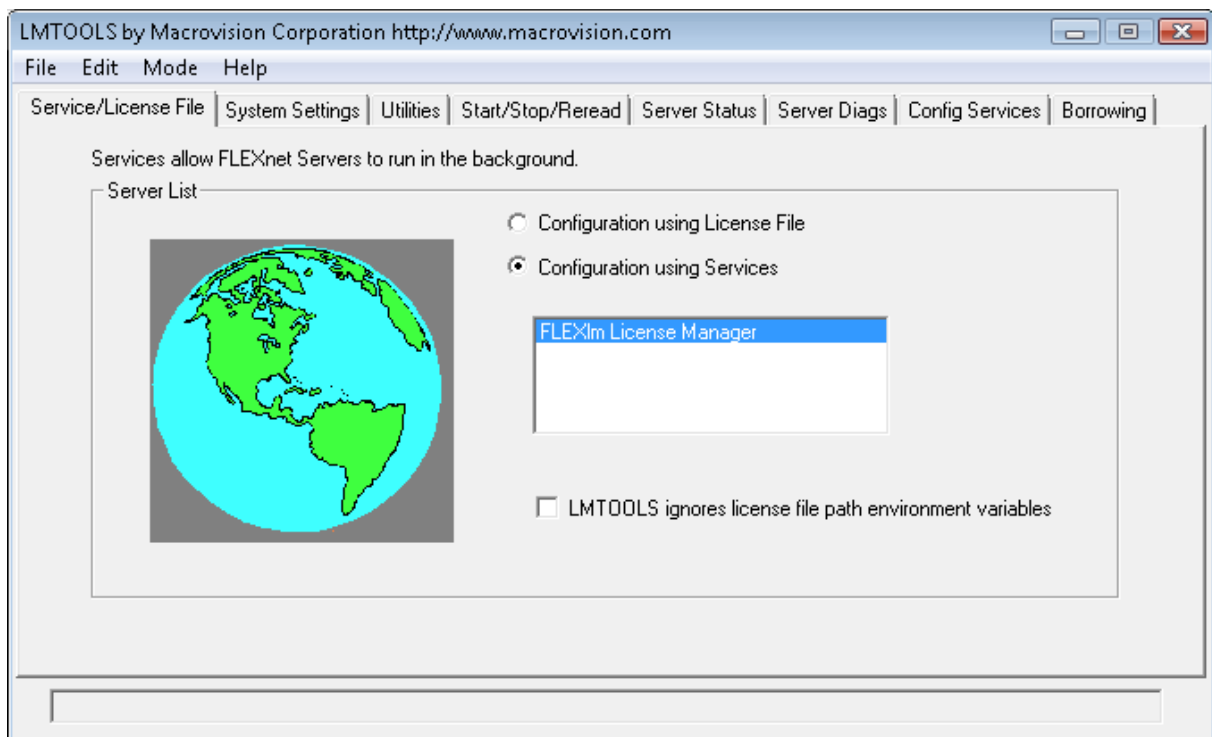 LMTOOLS by Macrovision Corporation http://www.macrovision.com
File Edit Mode Help
Service/License File System Settings Utilities Start/Stop/Reread Server Status Server Diags Config Services Borrowing
Services allow FLEXnet Servers to run in the background.
Server List
Configuration using License File
Configuration using Services
FLEXlm License Manager
LMTOOLS ignores license file path environment variables